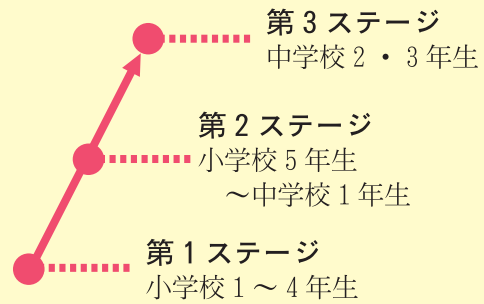 第3ステージ
中学校2・3年生
第2ステージ
小学校5年生
～中学校1年生
第1ステージ
小学校1～4年生